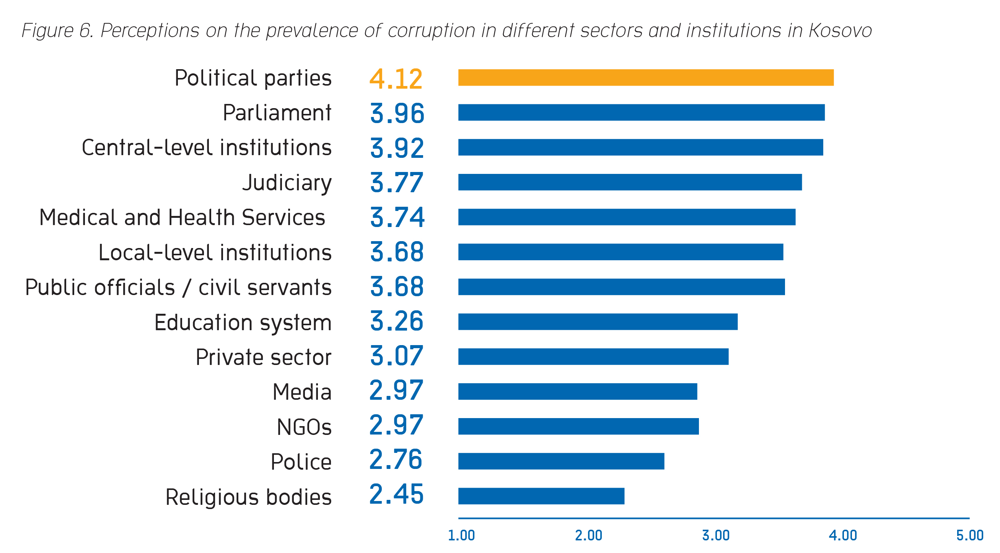 Figure 6. Perceptions on the prevalence of corruption in different sectors and institutions in Kosovo
Political parties 4.12
Parliament 3.96
Central-level institutions 3.92
Judiciary 3.77
Medical and Health Services 3.74
Local-level institutions 3.68
Public officials / civil servants 3.68
Education system 3.26
Private sector 3.07
Media 2.97
NGOs 2.97
Police 2.76
Religious bodies 2.45
1.00 2.00 3.00 4.00 5.00